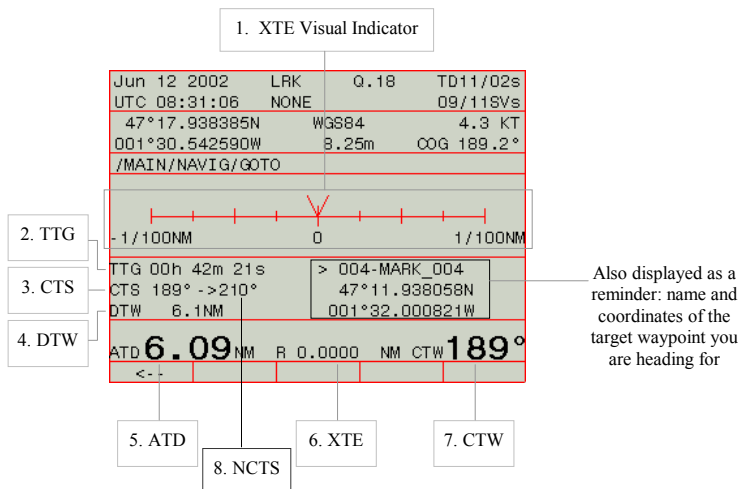 1. XTE Visual Indicator
Jun 12 2002 LRK Q.18 TD11/02s
UTC 08:31:06 NONE 09/11SVs
47°17.938385N WGS84 4.3 KT
001°30.542590W 8.25m COG 189.2°
/MAIN/NAVIG/GOTO
-1/100NM 0 1/100NM
2. TTG
TTG 00h 42m 21s > 004-MARK_004
3. CTS
CTS 189° ->210° 47°11.938058N
4. DTW
DTW 6.1NM 001°32.000821W
Also displayed as a
reminder: name and
coordinates of the
target waypoint you
are heading for
ATD 6.09 NM R 0.0000 NM CTW 189°
<--
5. ATD
6. XTE
7. CTW
8. NCTS